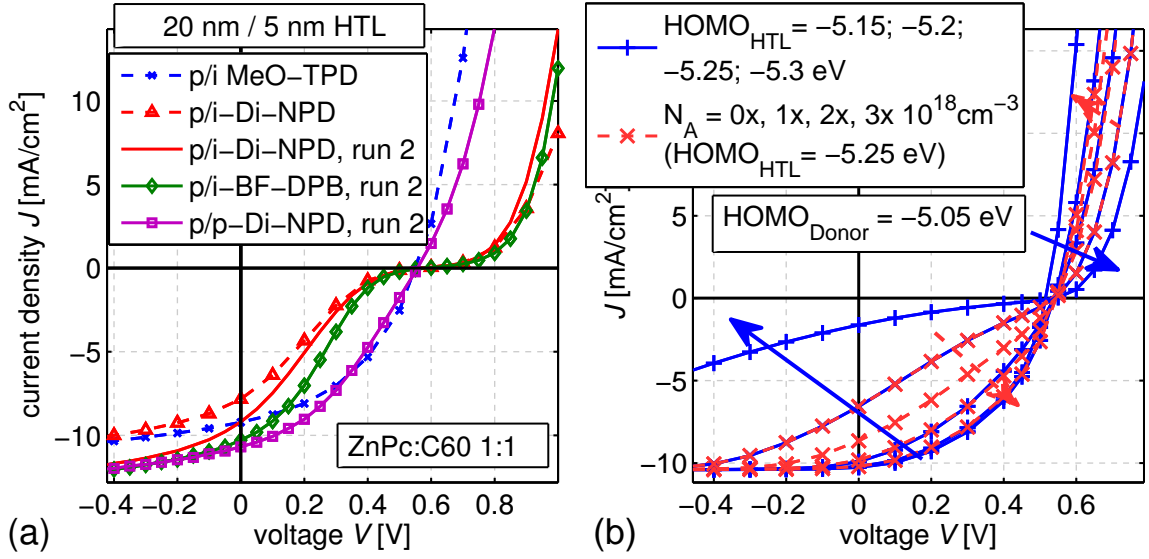 20 nm / 5 nm HTL
p/i MeO−TPD
p/i−Di−NPD
p/i−Di−NPD, run 2
p/i−BF−DPB, run 2
p/p−Di−NPD, run 2
ZnPc:C60 1:1
current density J [mA/cm²]
10
5
0
−5
−10
−0.4 −0.2 0 0.2 0.4 0.6 0.8 1
voltage V [V]
(a)
HOMO_HTL = −5.15; −5.2;
−5.25; −5.3 eV
N_A = 0x, 1x, 2x, 3x 10¹⁸cm⁻³
(HOMO_HTL = −5.25 eV)
HOMO_Donor = −5.05 eV
J [mA/cm²]
5
0
−5
−10
−0.4 −0.2 0 0.2 0.4 0.6
voltage V [V]
(b)